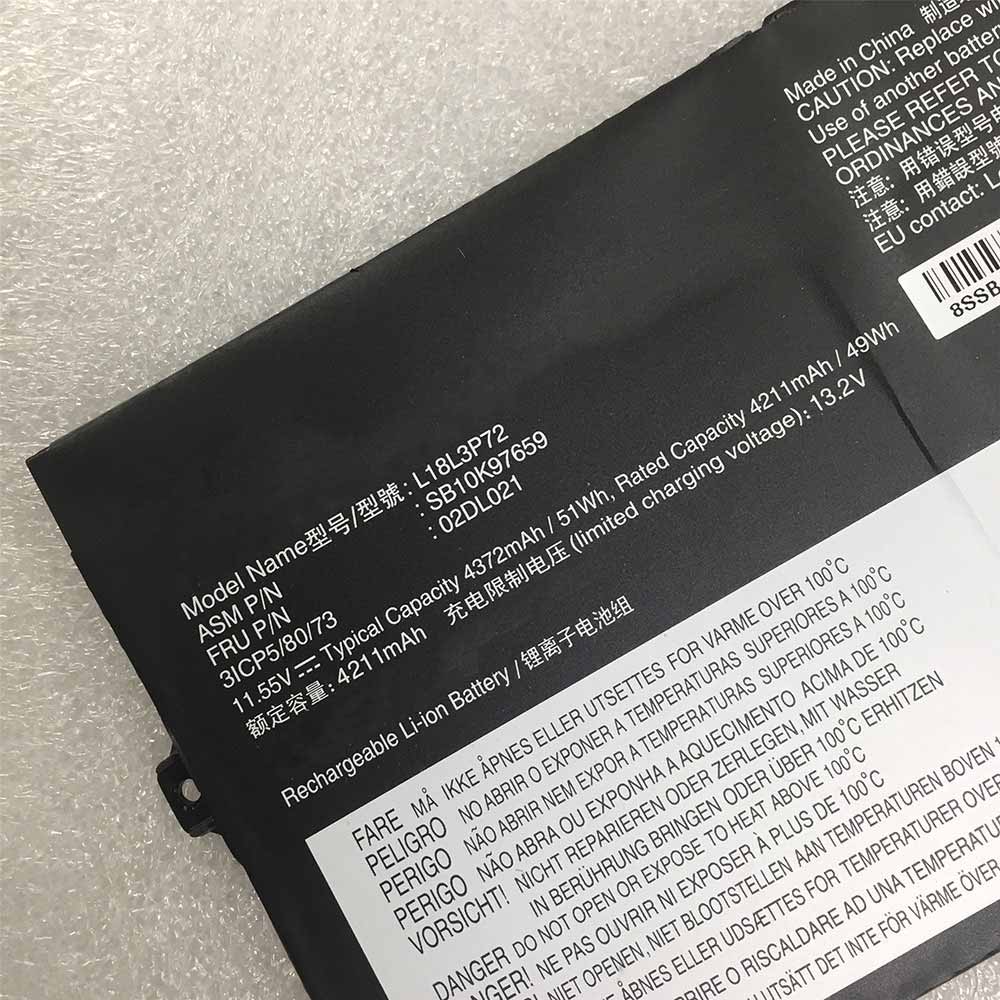 Made in China 制造
CAUTION: Replace wi
Use of another batter
PLEASE REFER TO
ORDINANCES AN
注意: 用错误型号电
注意: 用錯誤型號
EU contact: L
8SSB
Model Name型号/型號: L18L3P72
ASM P/N : SB10K97659
FRU P/N : 02DL021
3ICP5/80/73
11.55V Typical Capacity 4372mAh / 51Wh, Rated Capacity 4211mAh / 49Wh
额定容量: 4211mAh 充电限制电压 (limited charging voltage): 13.2V
Rechargeable Li-ion Battery / 锂离子电池组
FARE MÅ IKKE ÅPNES ELLER UTSETTES FOR VARME OVER 100°C
PELIGRO NO ABRIR O EXPONER A TEMPERATURAS SUPERIORES A 100°C
PERIGO NÃO ABRIR NEM EXPOR A TEMPERATURAS SUPERIORES A 100°C
PERIGO NÃO ABRA OU EXPONHA A AQUECIMENTO ACIMA DE 100°C
VORSICHT! NICHT REPARIEREN ODER ZERLEGEN, MIT WASSER
IN BERÜHRUNG BRINGEN ODER ÜBER 100°C ERHITZEN
DANGER DO NOT OPEN OR EXPOSE TO HEAT ABOVE 100°C
DANGER! NE PAS OUVRIR NI EXPOSER À PLUS DE 100°C
NIET OPENEN, NIET BLOOTSTELLEN AAN TEMPERATUREN BOVEN 1
ÅBNES ELLER UDSÆTTES FOR TEMPERATURER OVER
RIRE O RISCALDARE AD UNA TEMPERATURA
UTSÄTT DET INTE FÖR VÄRME ÖVER